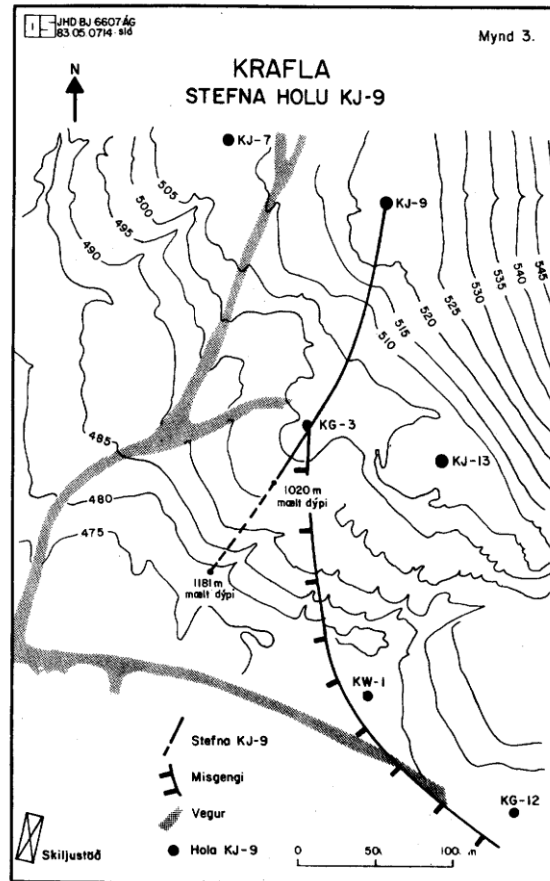 JHD BJ 6607 ÁG
83.05.0714 - sló
Mynd 3.
KRAFLA
STEFNA HOLU KJ-9
N
KJ-7
KJ-9
505
500
495
490
545
540
535
530
525
520
515
510
KG-3
KJ-13
485
1020 m
mælt dýpi
480
475
1181 m
mælt dýpi
KW-1
Stefna KJ-9
Misgengi
Vegur
KG-12
Skiljustöð
Hola KJ-9
0 50 100 m